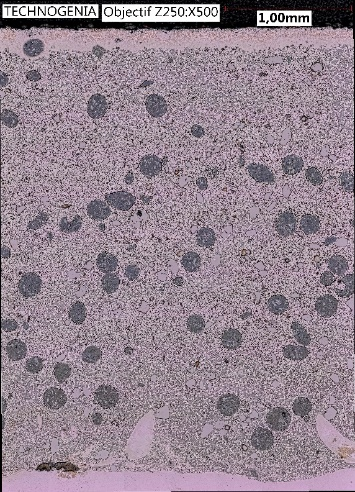 TECHNOGENIA
Objectif Z250:X500
1,00mm